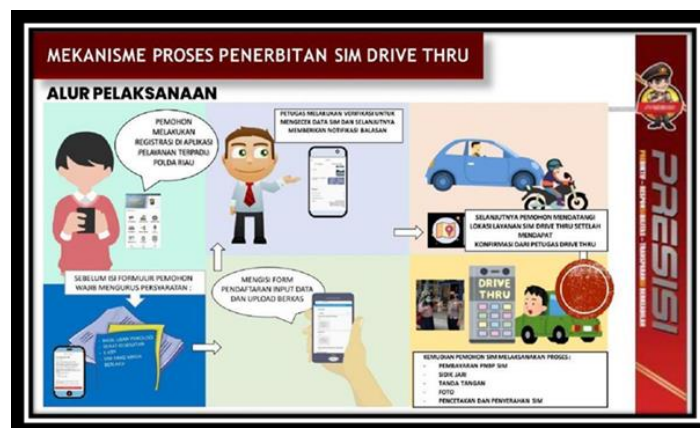 MEKANISME PROSES PENERBITAN SIM DRIVE THRU
ALUR PELAKSANAAN
PEMOHON
MELAKUKAN
REGISTRASI DI APLIKASI
PELAYANAN TERPADU
POLDA RIAU
PETUGAS MELAKUKAN VERIFIKASI UNTUK
MENGECEK DATA SIM DAN SELANJUTNYA
MEMBERIKAN NOTIFIKASI BALASAN
SELANJUTNYA PEMOHON MENDATANGI
LOKASI LAYANAN SIM DRIVE THRU SETELAH
MENDAPAT
KONFIRMASI DARI PETUGAS DRIVE THRU
SEBELUM ISI FORMULIR PEMOHON
WAJIB MENGURUS PERSYARATAN :
MENGISI FORM
PENDAFTARAN INPUT DATA
DAN UPLOAD BERKAS
DRIVE
THRU
KEMUDIAN PEMOHON SIM MELAKSANAKAN PROSES :
- PEMBAYARAN PNBP SIM
- SIDIK JARI
- TANDA TANGAN
- FOTO
- PENCETAKAN DAN PENYERAHAN SIM
PRESISI